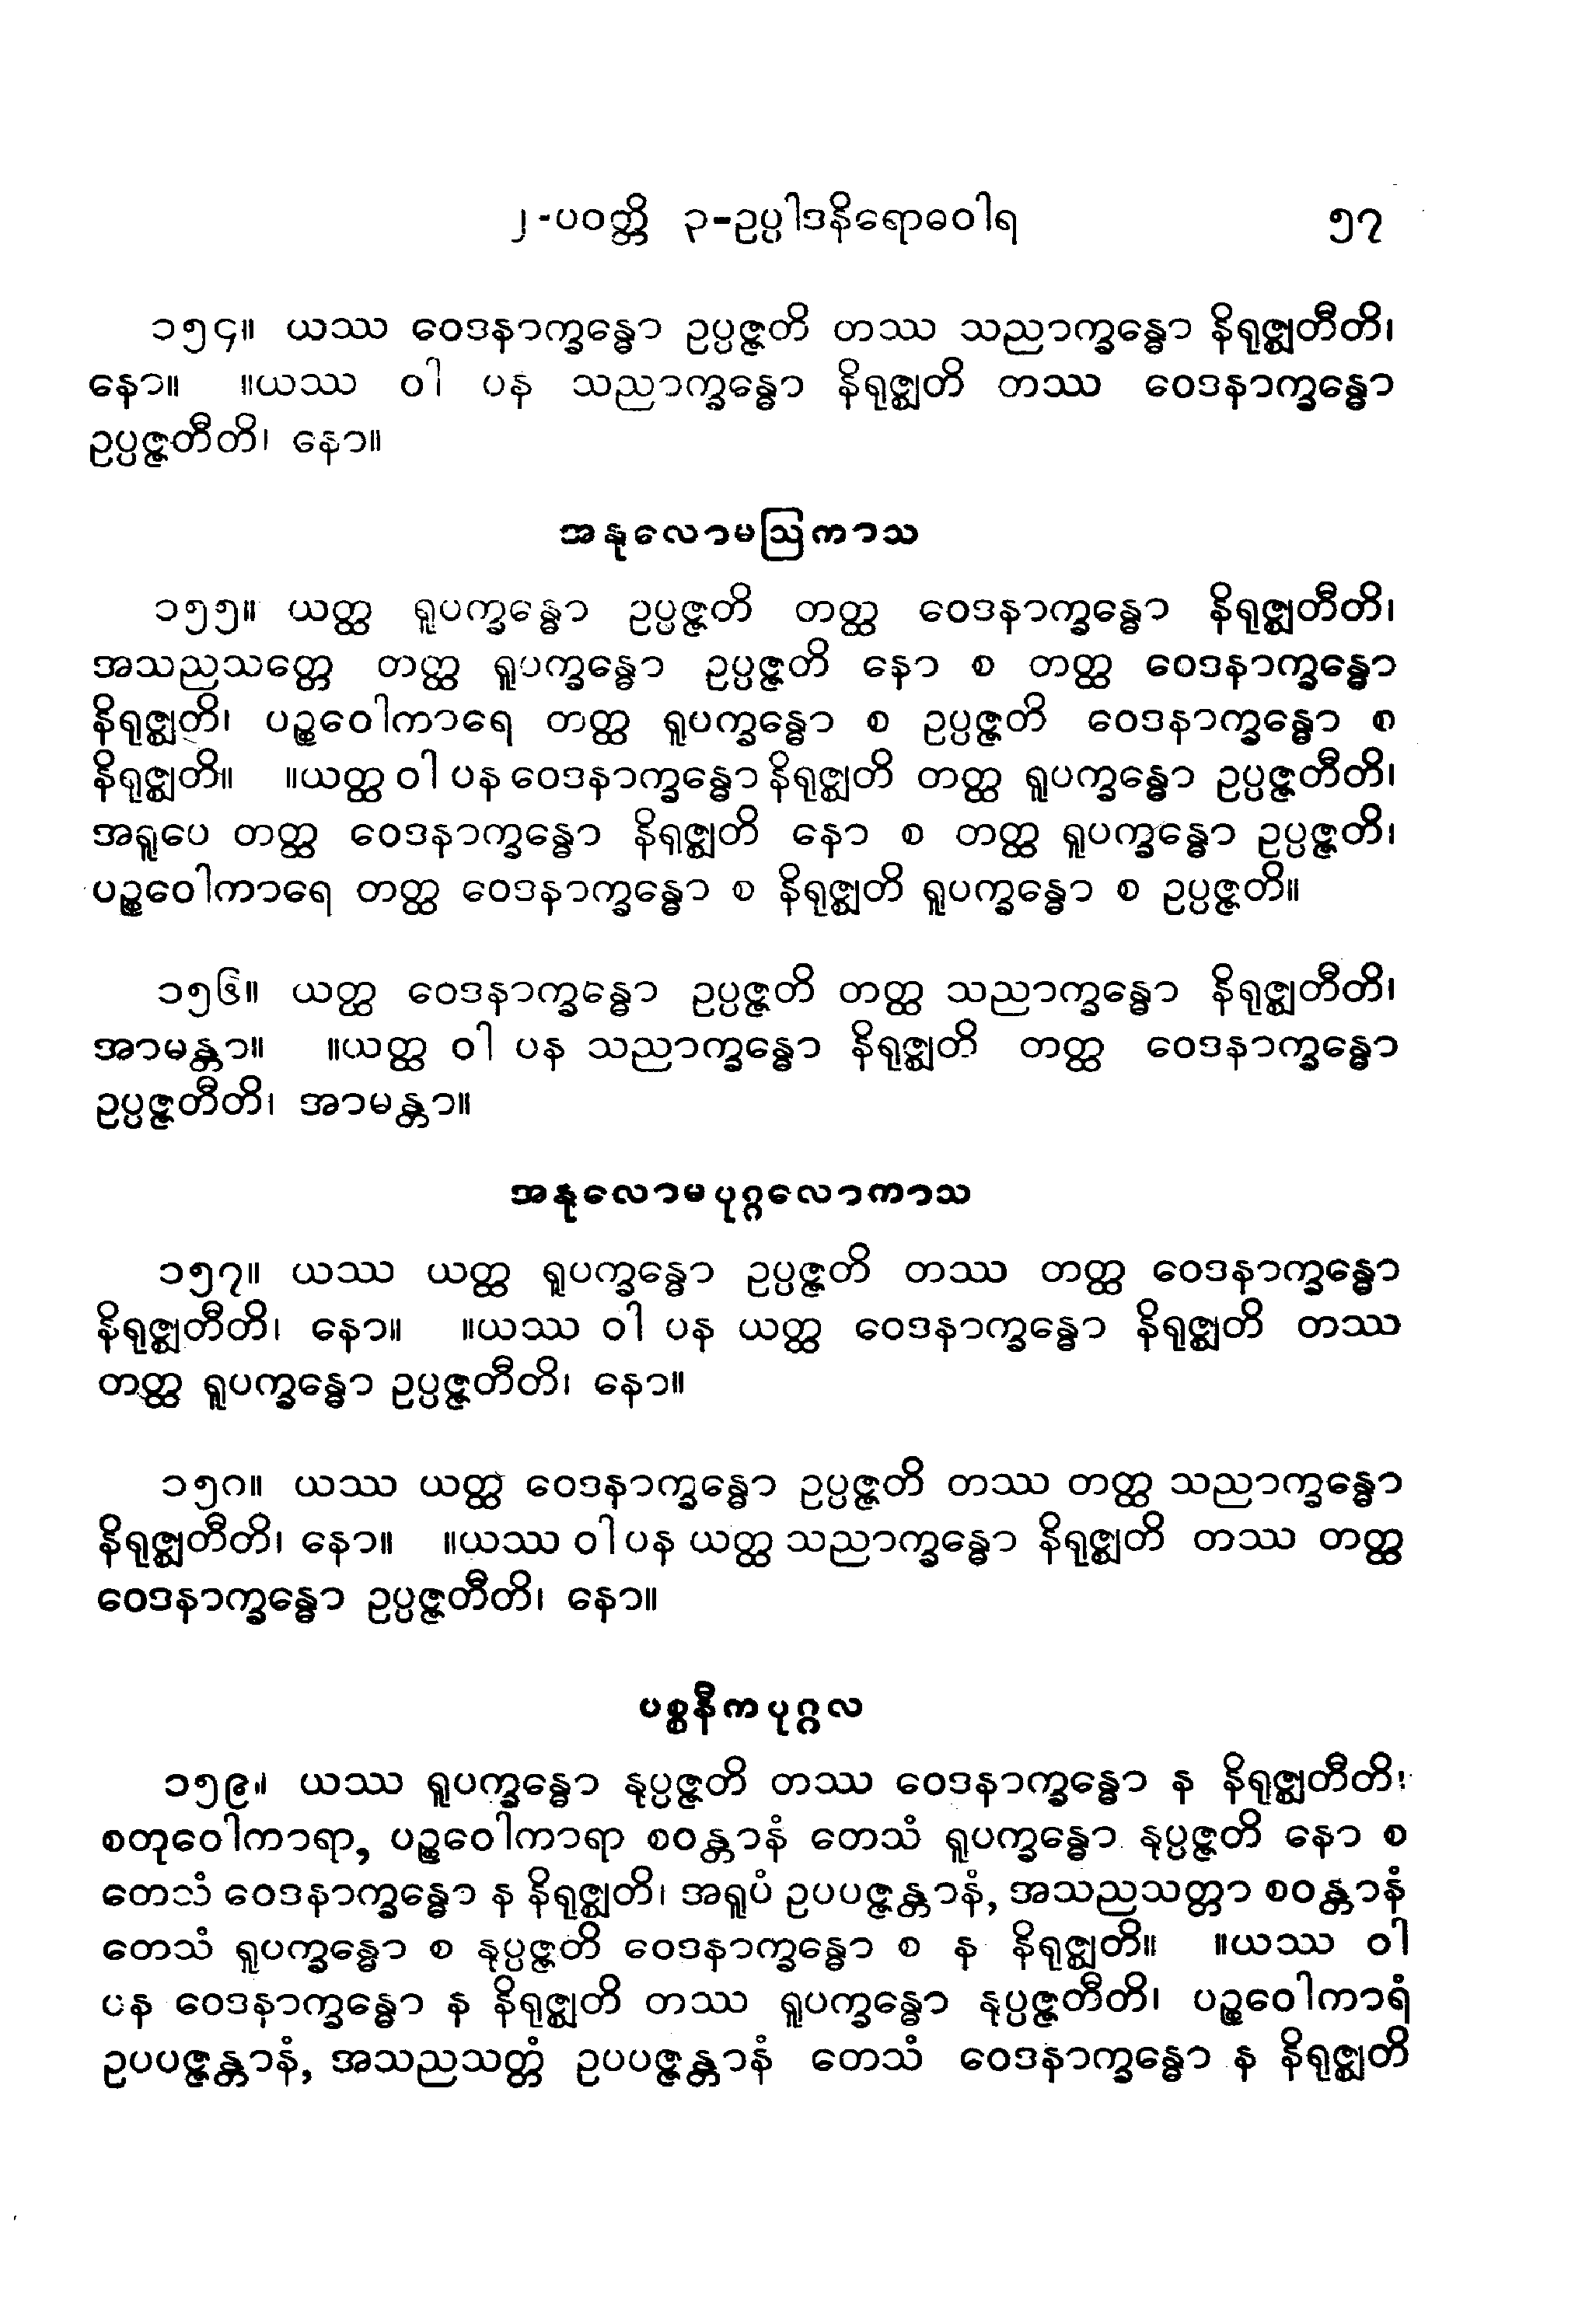 ၂-ပဝတ္တိ ၃-ဥပ္ပါဒနိရောဓဝါရ ၅၇
၁၅၄။ ယဿ ဝေဒနာက္ခန္ဓော ဥပ္ပဇ္ဇတိ တဿ သညာက္ခန္ဓော နိရုဇ္ဈတီတိ၊
နော။ ။ယဿ ဝါ ပန သညာက္ခန္ဓော နိရုဇ္ဈတိ တဿ ဝေဒနာက္ခန္ဓော
ဥပ္ပဇ္ဇတီတိ၊ နော။
အနုလောမဩကာသ
၁၅၅။ ယတ္ထ ရူပက္ခန္ဓော ဥပ္ပဇ္ဇတိ တတ္ထ ဝေဒနာက္ခန္ဓော နိရုဇ္ဈတီတိ၊
အသညသတ္တေ တတ္ထ ရူပက္ခန္ဓော ဥပ္ပဇ္ဇတိ နော စ တတ္ထ ဝေဒနာက္ခန္ဓော
နိရုဇ္ဈတိ၊ ပဉ္စဝေါကာရေ တတ္ထ ရူပက္ခန္ဓော စ ဥပ္ပဇ္ဇတိ ဝေဒနာက္ခန္ဓော စ
နိရုဇ္ဈတိ။ ။ယတ္ထ ဝါ ပန ဝေဒနာက္ခန္ဓော နိရုဇ္ဈတိ တတ္ထ ရူပက္ခန္ဓော ဥပ္ပဇ္ဇတီတိ၊
အရူပေ တတ္ထ ဝေဒနာက္ခန္ဓော နိရုဇ္ဈတိ နော စ တတ္ထ ရူပက္ခန္ဓော ဥပ္ပဇ္ဇတိ၊
ပဉ္စဝေါကာရေ တတ္ထ ဝေဒနာက္ခန္ဓော စ နိရုဇ္ဈတိ ရူပက္ခန္ဓော စ ဥပ္ပဇ္ဇတိ။
၁၅၆။ ယတ္ထ ဝေဒနာက္ခန္ဓော ဥပ္ပဇ္ဇတိ တတ္ထ သညာက္ခန္ဓော နိရုဇ္ဈတီတိ၊
အာမန္တာ။ ။ယတ္ထ ဝါ ပန သညာက္ခန္ဓော နိရုဇ္ဈတိ တတ္ထ ဝေဒနာက္ခန္ဓော
ဥပ္ပဇ္ဇတီတိ၊ အာမန္တာ။
အနုလောမပုဂ္ဂလောကာသ
၁၅၇။ ယဿ ယတ္ထ ရူပက္ခန္ဓော ဥပ္ပဇ္ဇတိ တဿ တတ္ထ ဝေဒနာက္ခန္ဓော
နိရုဇ္ဈတီတိ၊ နော။ ။ယဿ ဝါ ပန ယတ္ထ ဝေဒနာက္ခန္ဓော နိရုဇ္ဈတိ တဿ
တတ္ထ ရူပက္ခန္ဓော ဥပ္ပဇ္ဇတီတိ၊ နော။
၁၅၈။ ယဿ ယတ္ထ ဝေဒနာက္ခန္ဓော ဥပ္ပဇ္ဇတိ တဿ တတ္ထ သညာက္ခန္ဓော
နိရုဇ္ဈတီတိ၊ နော။ ။ယဿ ဝါ ပန ယတ္ထ သညာက္ခန္ဓော နိရုဇ္ဈတိ တဿ တတ္ထ
ဝေဒနာက္ခန္ဓော ဥပ္ပဇ္ဇတီတိ၊ နော။
ပစ္စနီကပုဂ္ဂလ
၁၅၉။ ယဿ ရူပက္ခန္ဓော နုပ္ပဇ္ဇတိ တဿ ဝေဒနာက္ခန္ဓော န နိရုဇ္ဈတီတိ၊
စတုဝေါကာရာ, ပဉ္စဝေါကာရာ စဝန္တာနံ တေသံ ရူပက္ခန္ဓော နုပ္ပဇ္ဇတိ နော စ
တေသံ ဝေဒနာက္ခန္ဓော န နိရုဇ္ဈတိ၊ အရူပံ ဥပပဇ္ဇန္တာနံ, အသညသတ္တာ စဝန္တာနံ
တေသံ ရူပက္ခန္ဓော စ နုပ္ပဇ္ဇတိ ဝေဒနာက္ခန္ဓော စ န နိရုဇ္ဈတိ။ ။ယဿ ဝါ
ပန ဝေဒနာက္ခန္ဓော န နိရုဇ္ဈတိ တဿ ရူပက္ခန္ဓော နုပ္ပဇ္ဇတီတိ၊ ပဉ္စဝေါကာရံ
ဥပပဇ္ဇန္တာနံ, အသညသတ္တံ ဥပပဇ္ဇန္တာနံ တေသံ ဝေဒနာက္ခန္ဓော န နိရုဇ္ဈတိ